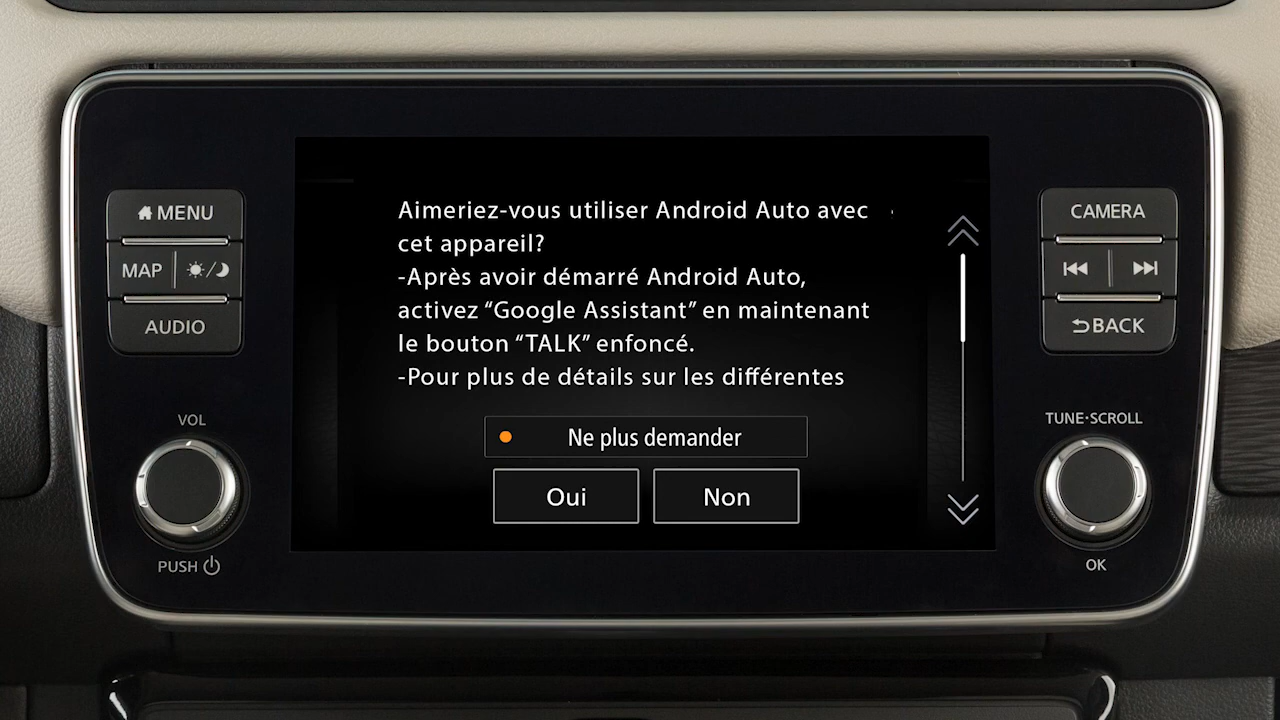 MENU
MAP
AUDIO
VOL
PUSH
Aimeriez-vous utiliser Android Auto avec
cet appareil?
-Après avoir démarré Android Auto,
activez “Google Assistant” en maintenant
le bouton “TALK” enfoncé.
-Pour plus de détails sur les différentes
Ne plus demander
Oui
Non
CAMERA
BACK
TUNE·SCROLL
OK